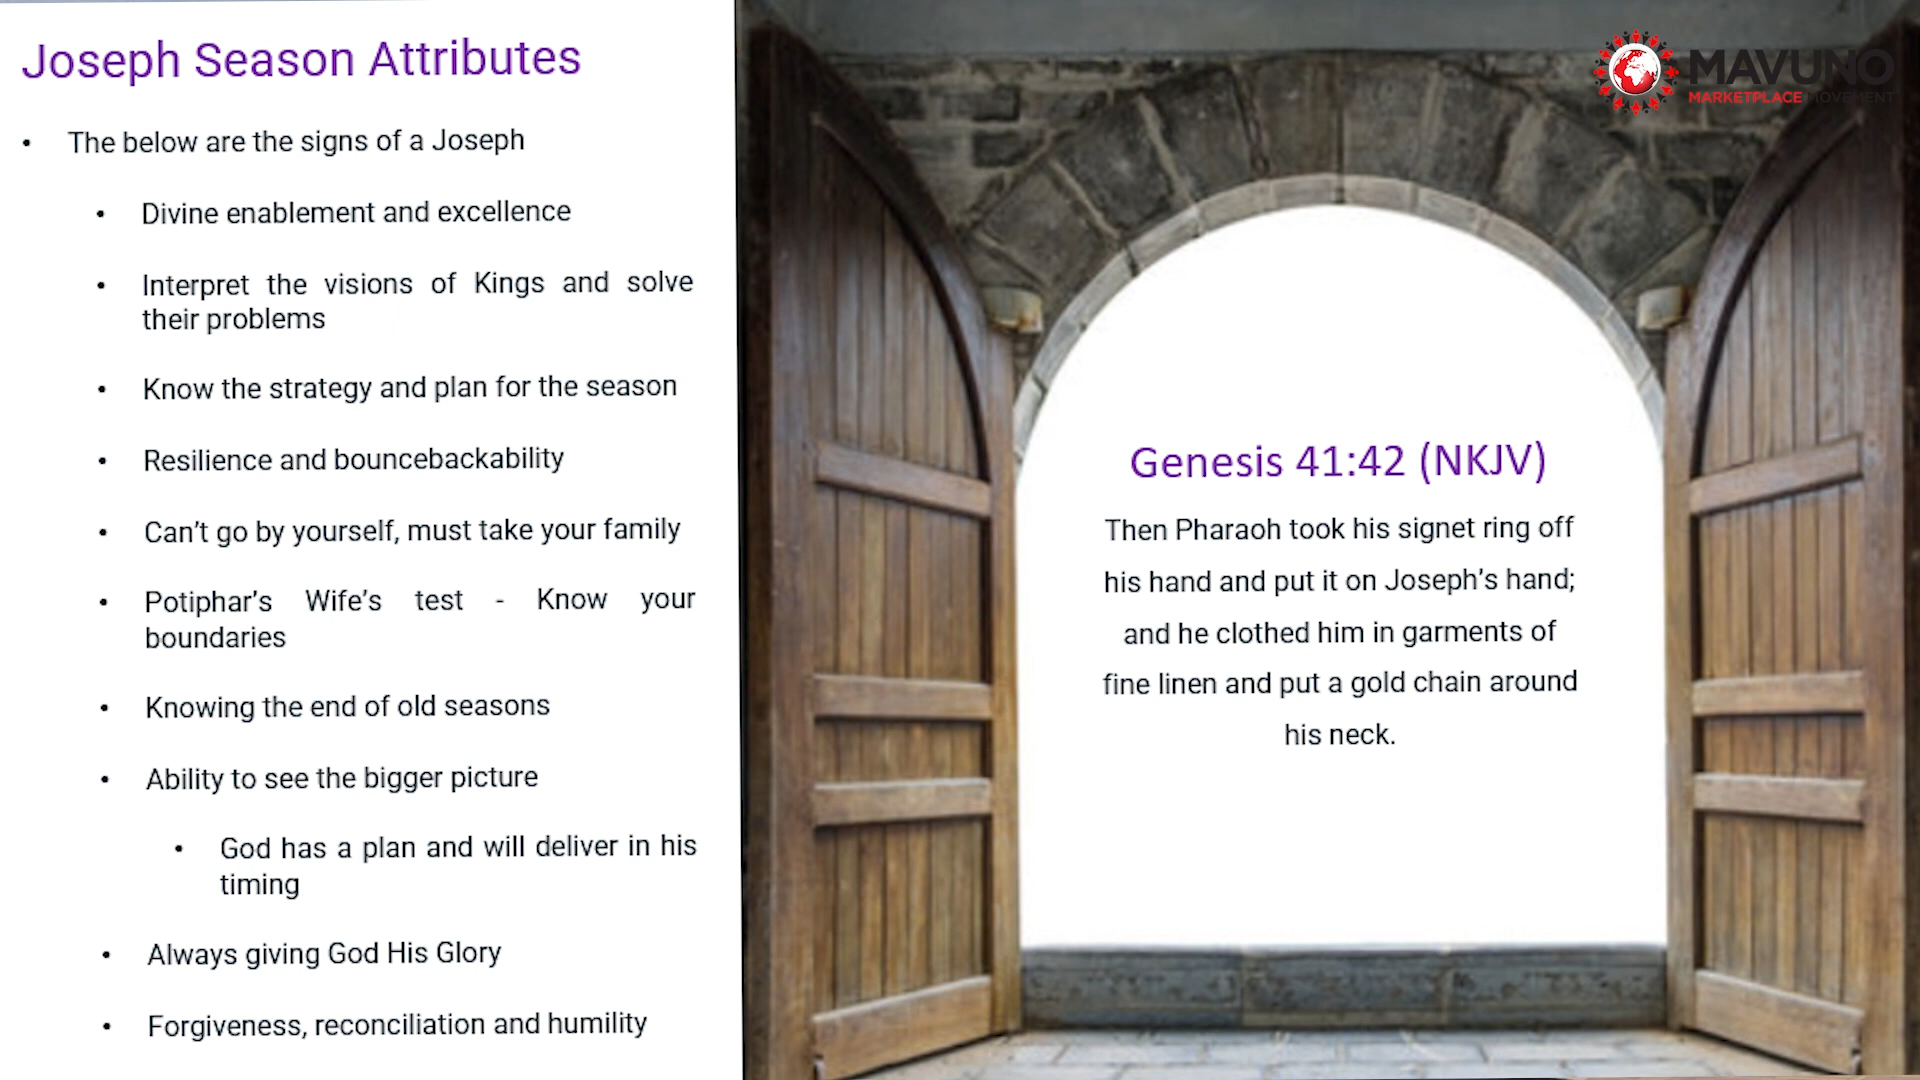 Joseph Season Attributes
• The below are the signs of a Joseph
• Divine enablement and excellence
• Interpret the visions of Kings and solve
their problems
• Know the strategy and plan for the season
• Resilience and bouncebackability
• Can’t go by yourself, must take your family
• Potiphar’s Wife’s test - Know your
boundaries
• Knowing the end of old seasons
• Ability to see the bigger picture
• God has a plan and will deliver in his
timing
• Always giving God His Glory
• Forgiveness, reconciliation and humility
MAVUNO
MARKETPLACE MOVEMENT
Genesis 41:42 (NKJV)
Then Pharaoh took his signet ring off
his hand and put it on Joseph’s hand;
and he clothed him in garments of
fine linen and put a gold chain around
his neck.